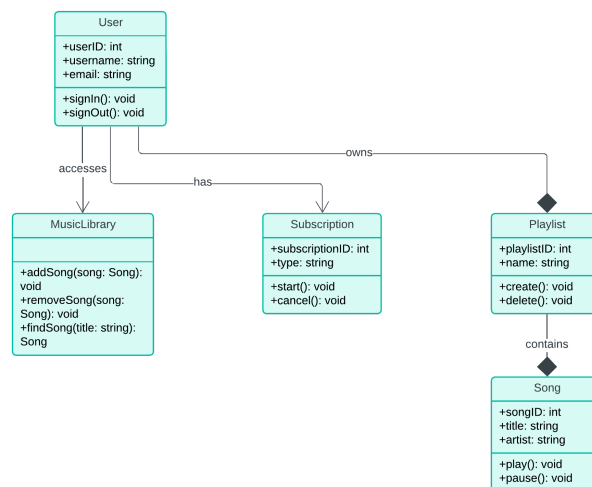 User
+userID: int
+username: string
+email: string
+signIn(): void
+signOut(): void
owns
accesses
has
MusicLibrary
+addSong(song: Song):
void
+removeSong(song:
Song): void
+findSong(title: string):
Song
Subscription
+subscriptionID: int
+type: string
+start(): void
+cancel(): void
Playlist
+playlistID: int
+name: string
+create(): void
+delete(): void
contains
Song
+songID: int
+title: string
+artist: string
+play(): void
+pause(): void